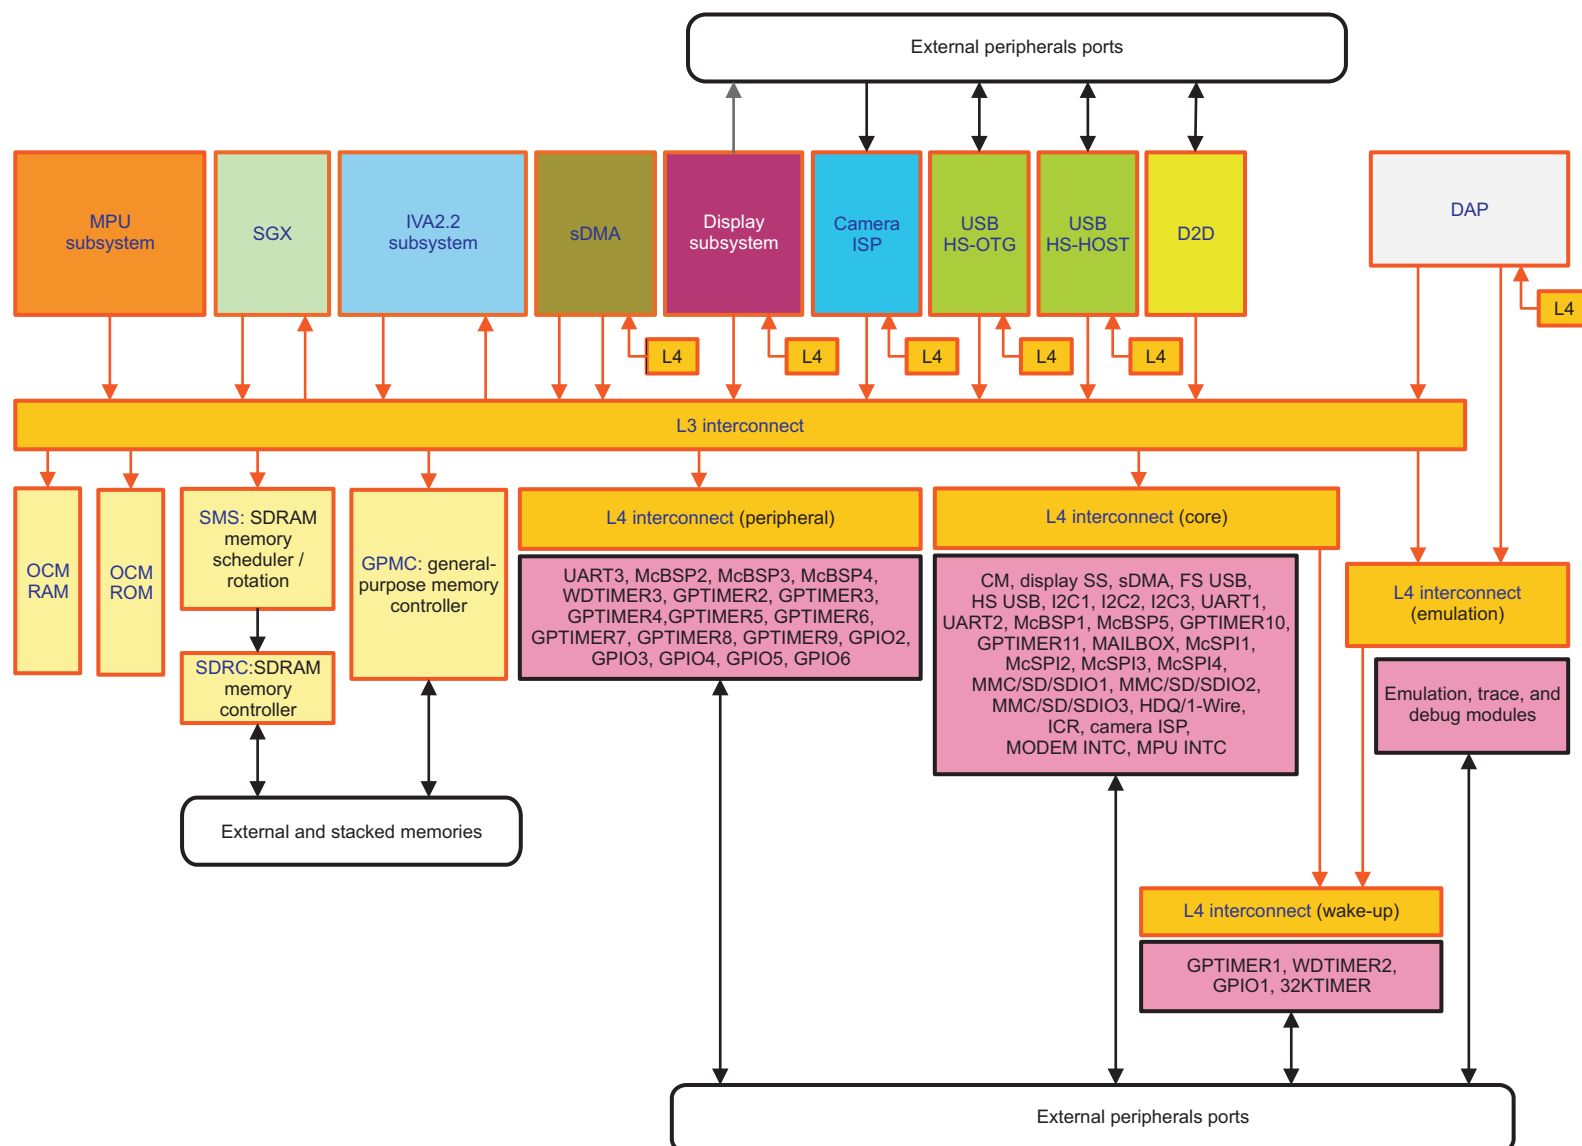 External peripherals ports
MPU
subsystem
SGX
IVA2.2
subsystem
sDMA
Display
subsystem
Camera
ISP
USB
HS-OTG
USB
HS-HOST
D2D
DAP
L4
L4
L4
L4
L4
L4
L3 interconnect
OCM
RAM
OCM
ROM
SMS: SDRAM
memory
scheduler /
rotation
SDRC:SDRAM
memory
controller
GPMC: general-
purpose memory
controller
External and stacked memories
L4 interconnect (peripheral)
UART3, McBSP2, McBSP3, McBSP4,
WDTIMER3, GPTIMER2, GPTIMER3,
GPTIMER4,GPTIMER5, GPTIMER6,
GPTIMER7, GPTIMER8, GPTIMER9, GPIO2,
GPIO3, GPIO4, GPIO5, GPIO6
L4 interconnect (core)
CM, display SS, sDMA, FS USB,
HS USB, I2C1, I2C2, I2C3, UART1,
UART2, McBSP1, McBSP5, GPTIMER10,
GPTIMER11, MAILBOX, McSPI1,
McSPI2, McSPI3, McSPI4,
MMC/SD/SDIO1, MMC/SD/SDIO2,
MMC/SD/SDIO3, HDQ/1-Wire,
ICR, camera ISP,
MODEM INTC, MPU INTC
L4 interconnect
(emulation)
Emulation, trace, and
debug modules
L4 interconnect (wake-up)
GPTIMER1, WDTIMER2,
GPIO1, 32KTIMER
External peripherals ports